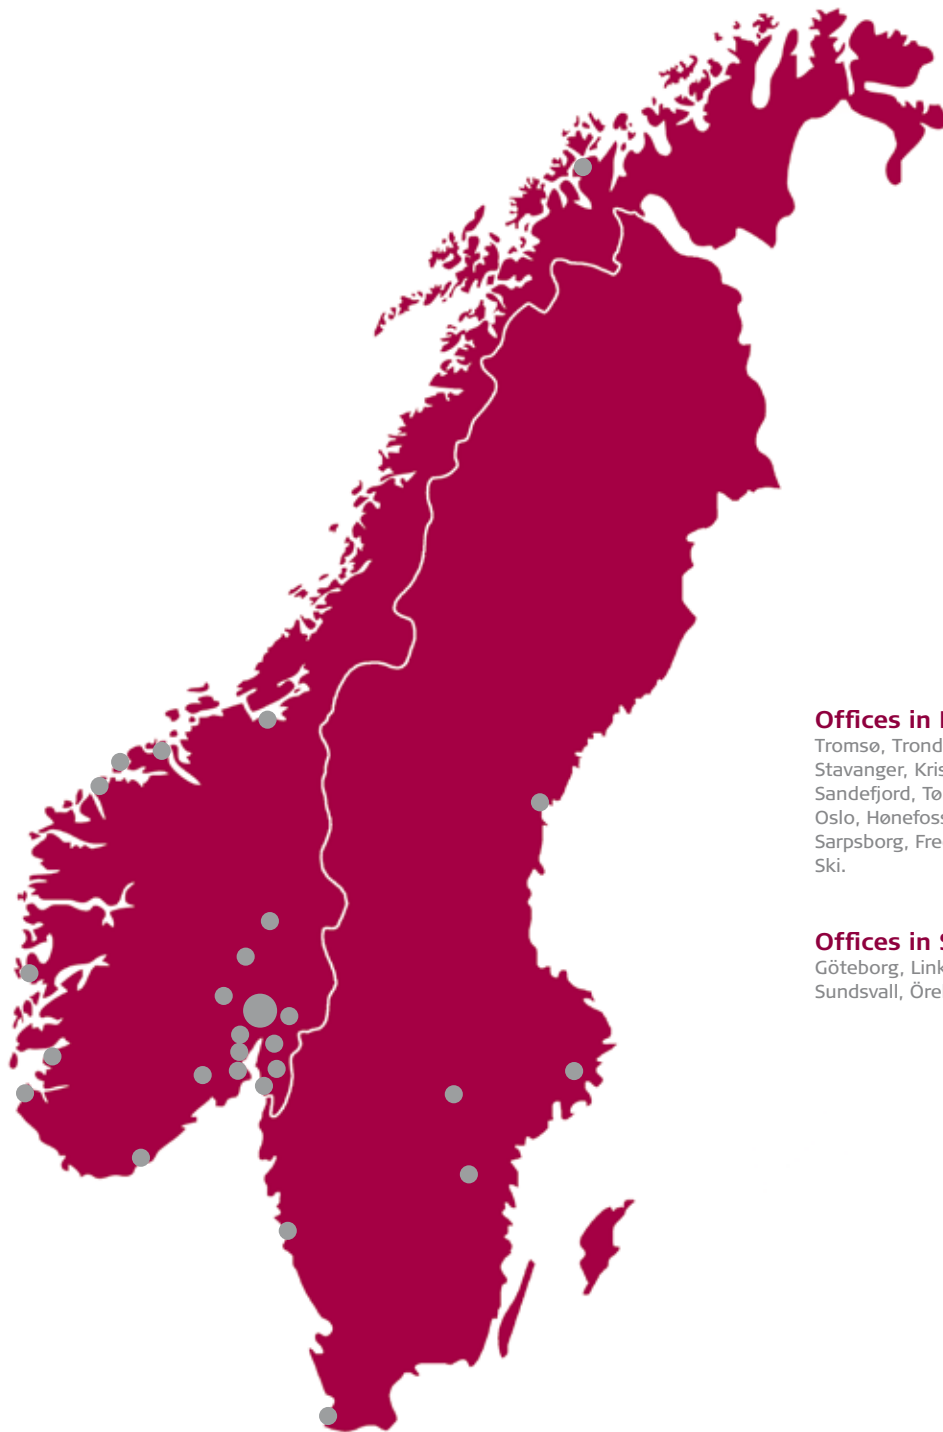 Offices in
Tromsø, Trond
Stavanger, Kris
Sandefjord, Tø
Oslo, Hønefoss
Sarpsborg, Fre
Ski.
Offices in S
Göteborg, Link
Sundsvall, Öre